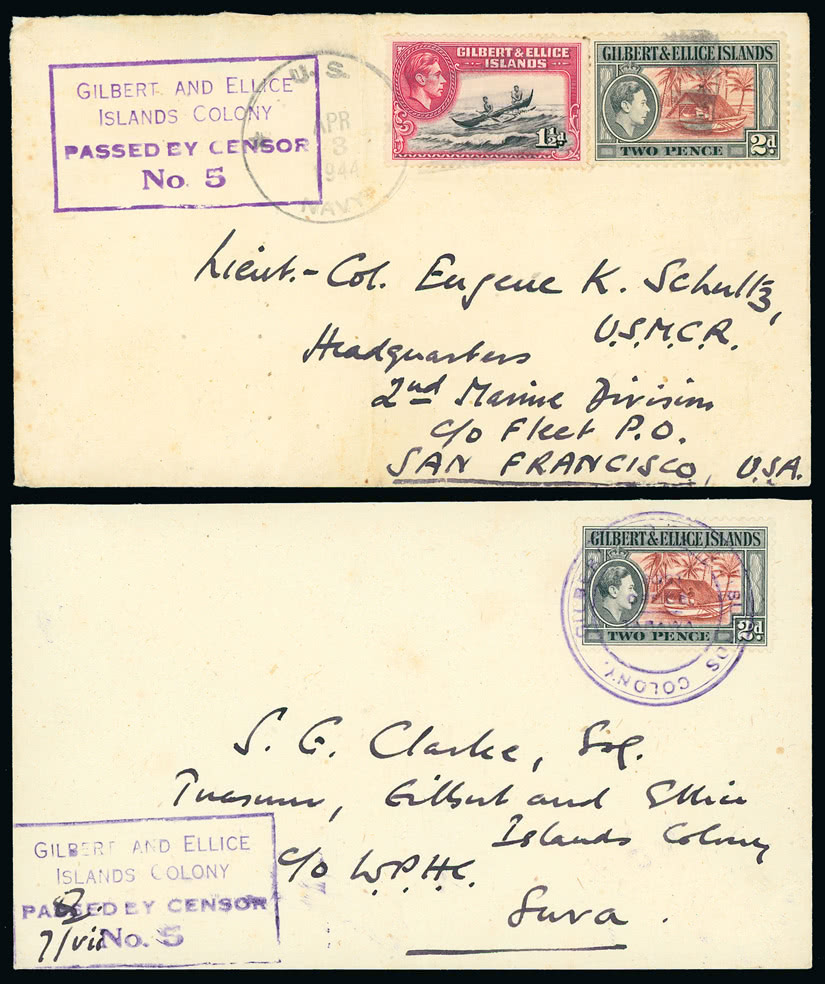 GILBERT AND ELLICE
ISLANDS COLONY
PASSED BY CENSOR
No. 5
U.S.
APR
3
1944
NAVY
GILBERT & ELLICE
ISLANDS
1½d
GILBERT & ELLICE ISLANDS
TWO PENCE
2d.
Lieut.-Col. Eugene K. Schultz,
U.S.M.C.R.
Headquarters
2nd Marine Division
c/o Fleet P.O.
SAN FRANCISCO, U.S.A.
GILBERT & ELLICE ISLANDS
TWO PENCE
2d.
COLONY.
S. G. Clarke, Esq.
Treasurer, Gilbert and Ellice
Islands Colony
c/o W.P.H.C.
Suva.
GILBERT AND ELLICE
ISLANDS COLONY
PASSED BY CENSOR
7/vii
No. 5